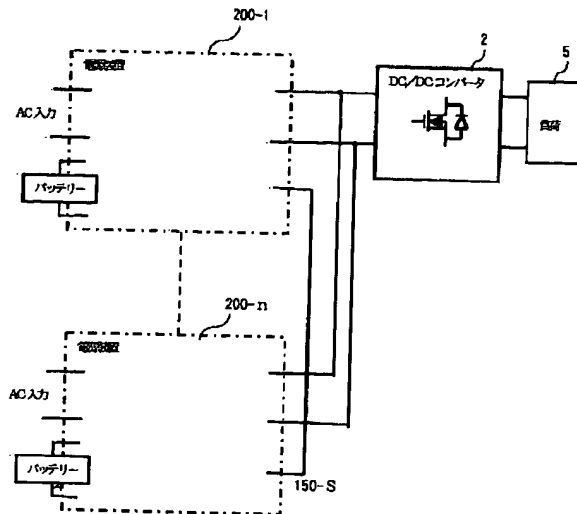 200-1
電源装置
AC入力
バッテリー
2
DC/DCコンバータ
5
負荷
200-n
電源装置
AC入力
バッテリー
150-S